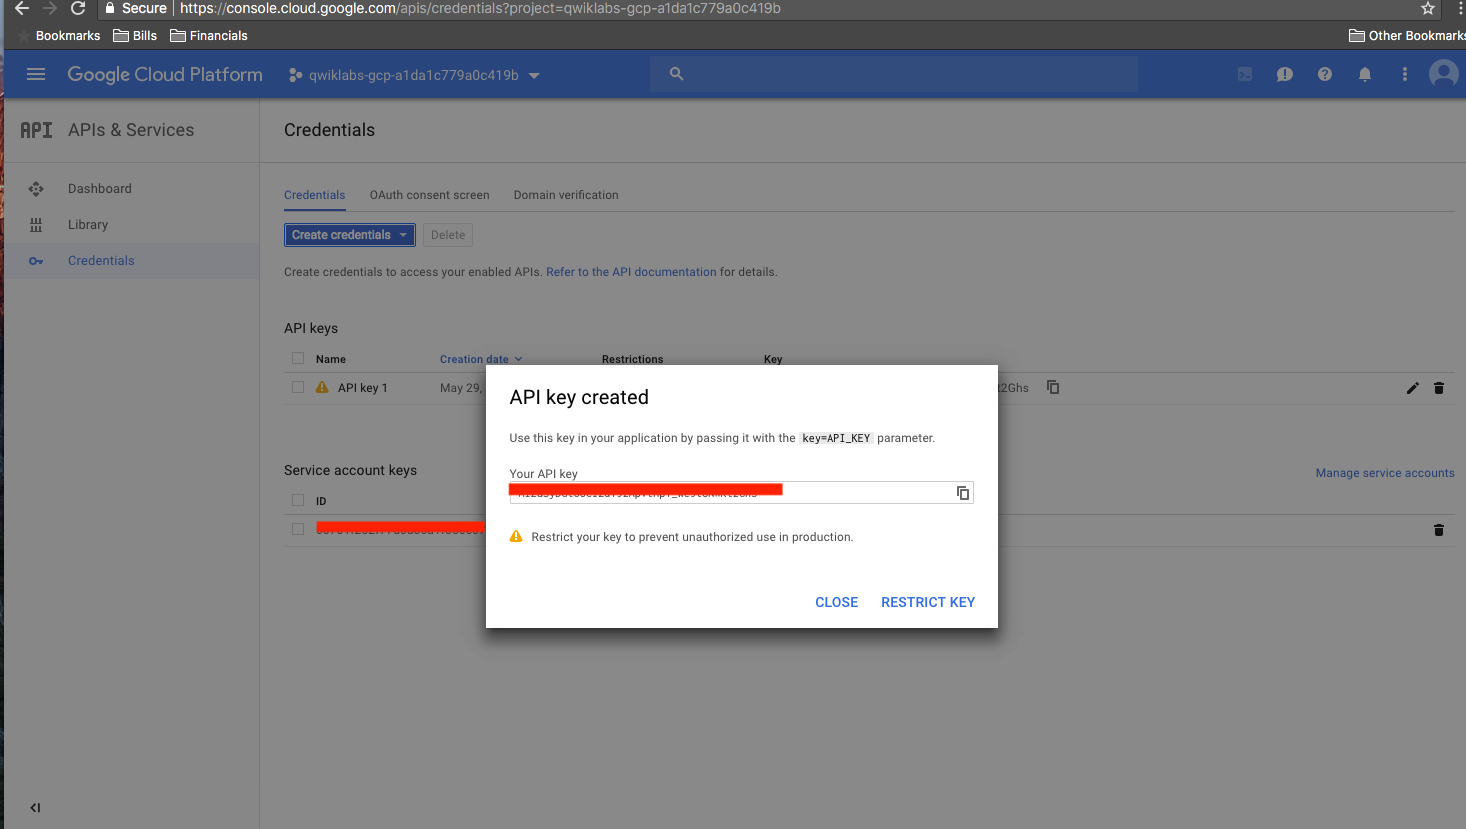 Secure https://console.cloud.google.com/apis/credentials?project=qwiklabs-gcp-a1da1c779a0c419b
Bookmarks Bills Financials Other Bookmarks
Google Cloud Platform qwiklabs-gcp-a1da1c779a0c419b
API APIs & Services Credentials
Dashboard
Library
Credentials
Credentials OAuth consent screen Domain verification
Create credentials Delete
Create credentials to access your enabled APIs. Refer to the API documentation for details.
API keys
Name Creation date Restrictions Key
API key 1 May 29,
API key created
Use this key in your application by passing it with the key=API_KEY parameter.
Your API key
Restrict your key to prevent unauthorized use in production.
CLOSE RESTRICT KEY
Service account keys Manage service accounts
ID